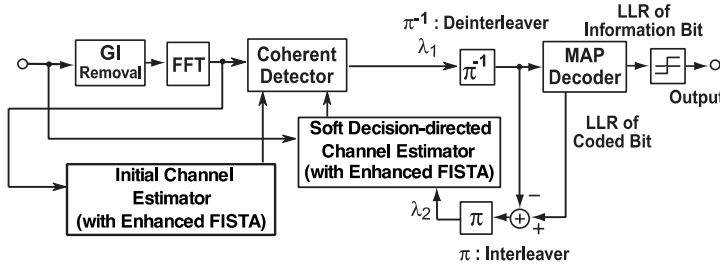 π⁻¹ : Deinterleaver
LLR of
Information Bit
GI
Removal
FFT
Coherent
Detector
λ₁
π⁻¹
MAP
Decoder
Output
LLR of
Coded Bit
Soft Decision-directed
Channel Estimator
(with Enhanced FISTA)
Initial Channel
Estimator
(with Enhanced FISTA)
λ₂
π
−
+
+
π : Interleaver